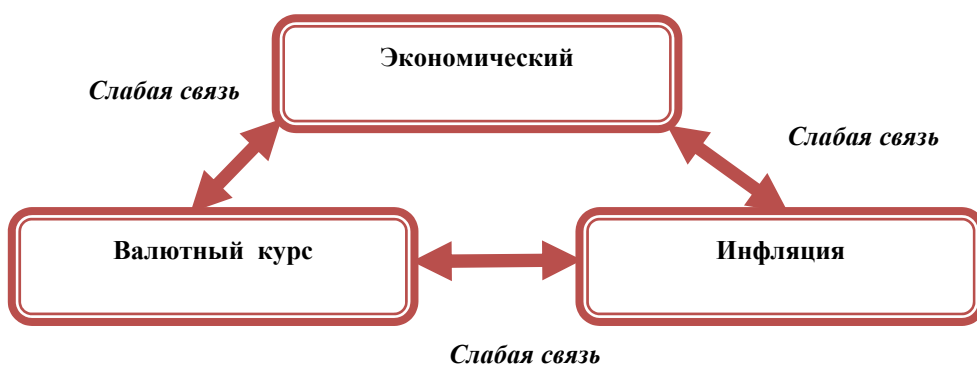 Экономический
Слабая связь
Слабая связь
Валютный курс
Инфляция
Слабая связь